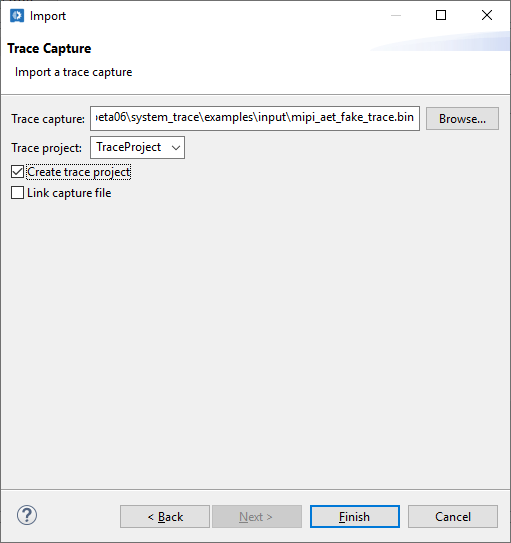 Import
Trace Capture
Import a trace capture
Trace capture: eta06\system_trace\examples\input\mipi_aet_fake_trace.bin Browse...
Trace project: TraceProject
Create trace project
Link capture file
? < Back Next > Finish Cancel